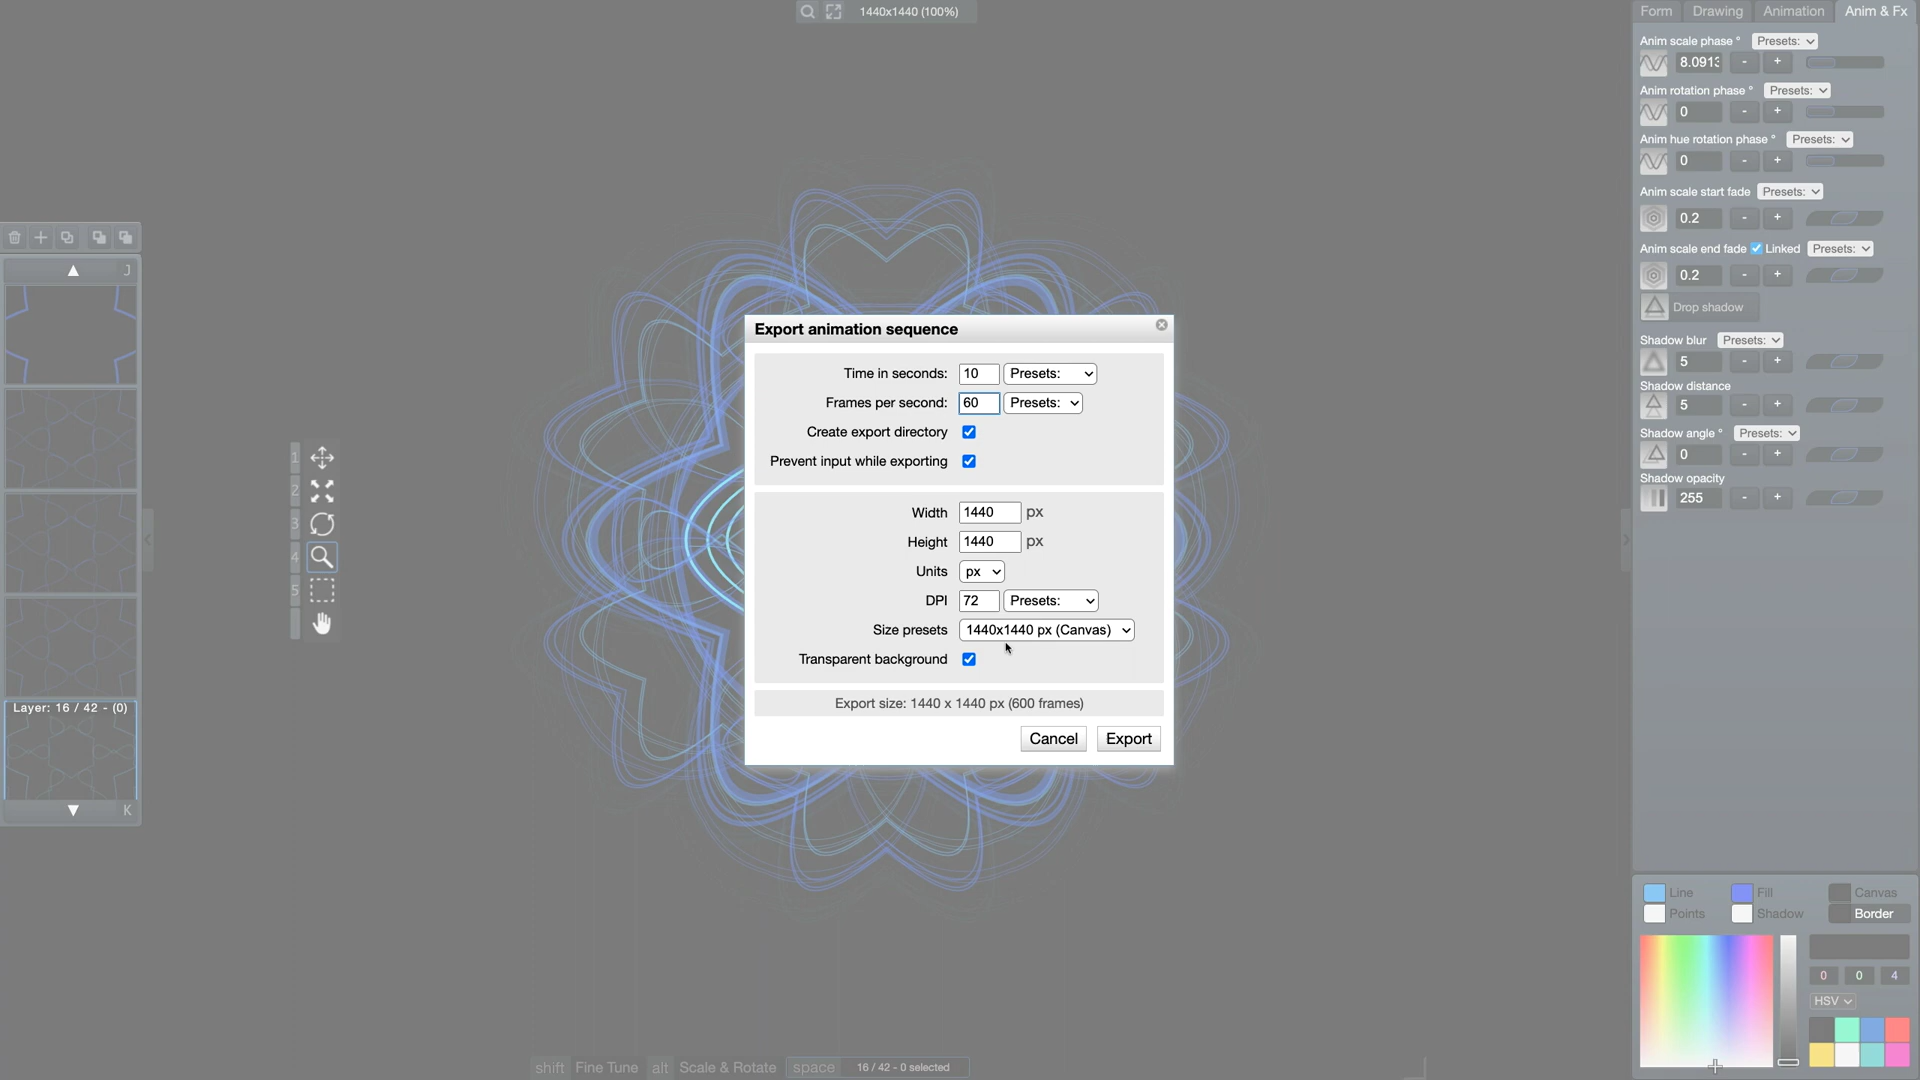 1440x1440 (100%)
Form Drawing Animation Anim & Fx
Anim scale phase ° Presets:
8.0913 - +
Anim rotation phase ° Presets:
0 - +
Anim hue rotation phase ° Presets:
0 - +
Anim scale start fade Presets:
0.2 - +
Anim scale end fade Linked Presets:
0.2 - +
Drop shadow
Shadow blur Presets:
5 - +
Shadow distance
5 - +
Shadow angle ° Presets:
0 - +
Shadow opacity
255 - +
J
Layer: 16 / 42 - (0)
K
1
2
3
4
5
Export animation sequence
Time in seconds: 10 Presets:
Frames per second: 60 Presets:
Create export directory
Prevent input while exporting
Width 1440 px
Height 1440 px
Units px
DPI 72 Presets:
Size presets 1440x1440 px (Canvas)
Transparent background
Export size: 1440 x 1440 px (600 frames)
Cancel Export
Line Fill Canvas
Points Shadow Border
0 0 4
HSV
shift Fine Tune alt Scale & Rotate space 16 / 42 - 0 selected